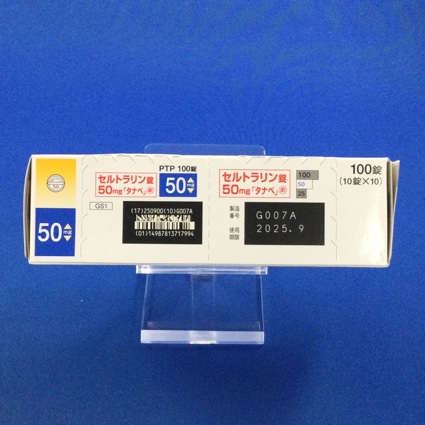 50
50mg
PTP 100錠
セルトラリン錠
50mg「タナベ」
50mg
GS1
(17)250900(10)G007A
(01)14987813717994
セルトラリン錠
50mg「タナベ」
100
50
25
製造
番号
G007A
使用
期限
2025.9
100錠
(10錠×10)